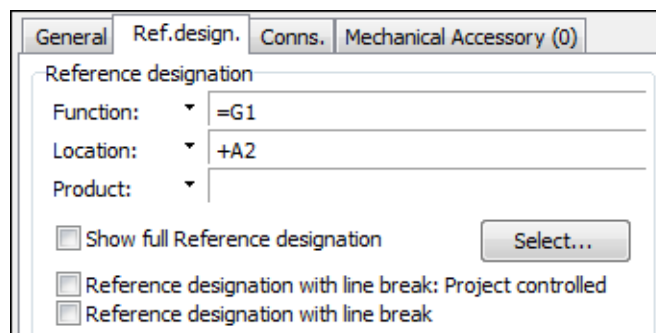 General Ref.design. Conns. Mechanical Accessory (0)
Reference designation
Function: =G1
Location: +A2
Product:
Show full Reference designation Select...
Reference designation with line break: Project controlled
Reference designation with line break